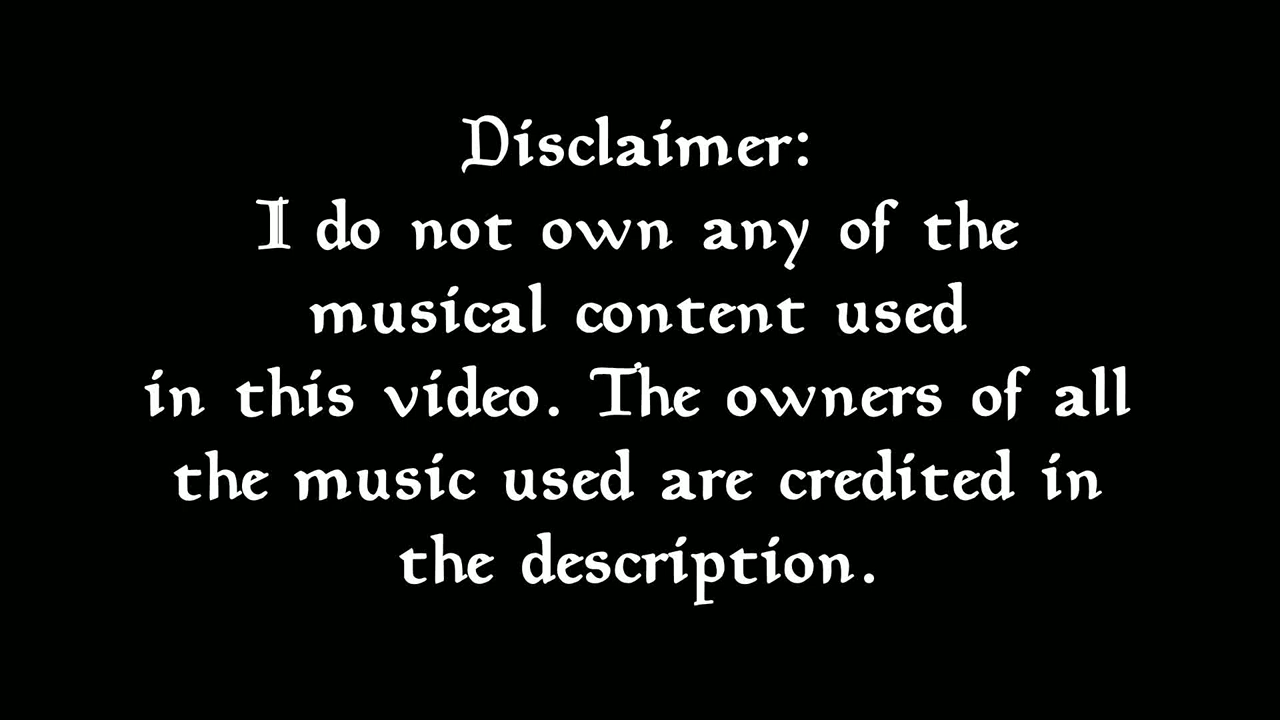 Disclaimer:
I do not own any of the
musical content used
in this video. The owners of all
the music used are credited in
the description.